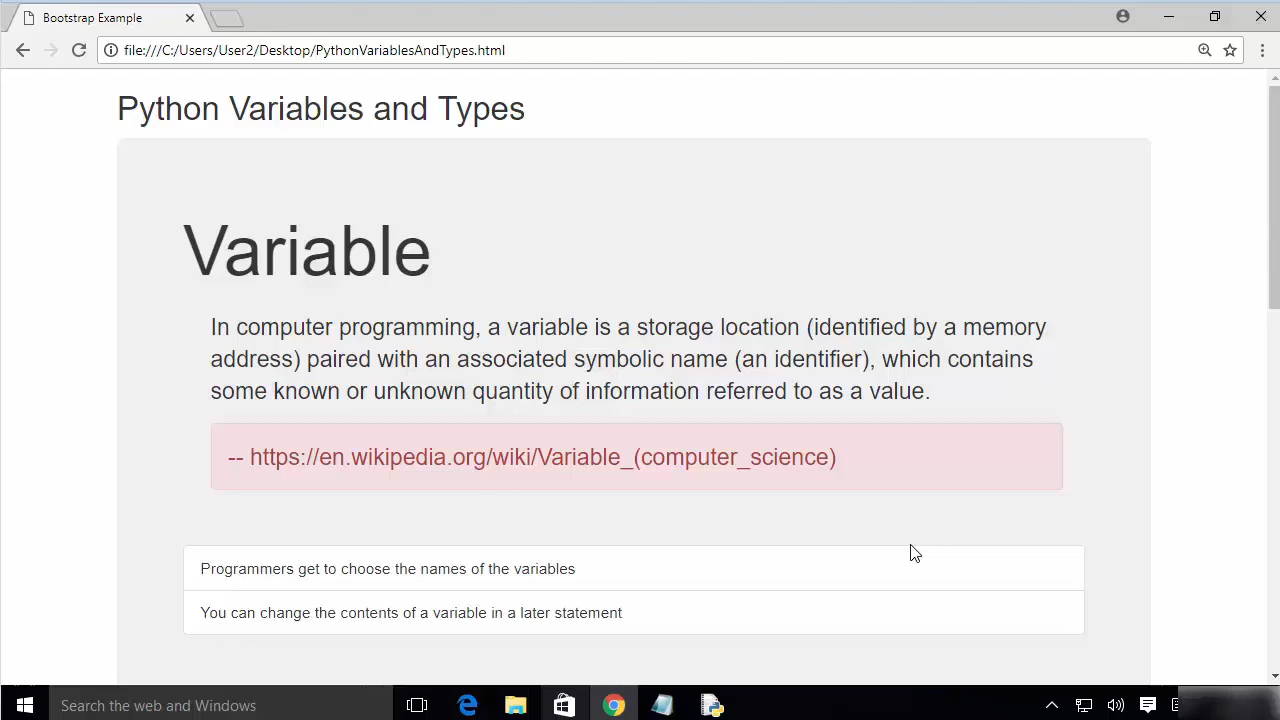 Bootstrap Example
file:///C:/Users/User2/Desktop/PythonVariablesAndTypes.html
Python Variables and Types
Variable
In computer programming, a variable is a storage location (identified by a memory
address) paired with an associated symbolic name (an identifier), which contains
some known or unknown quantity of information referred to as a value.
-- https://en.wikipedia.org/wiki/Variable_(computer_science)
Programmers get to choose the names of the variables
You can change the contents of a variable in a later statement
Search the web and Windows